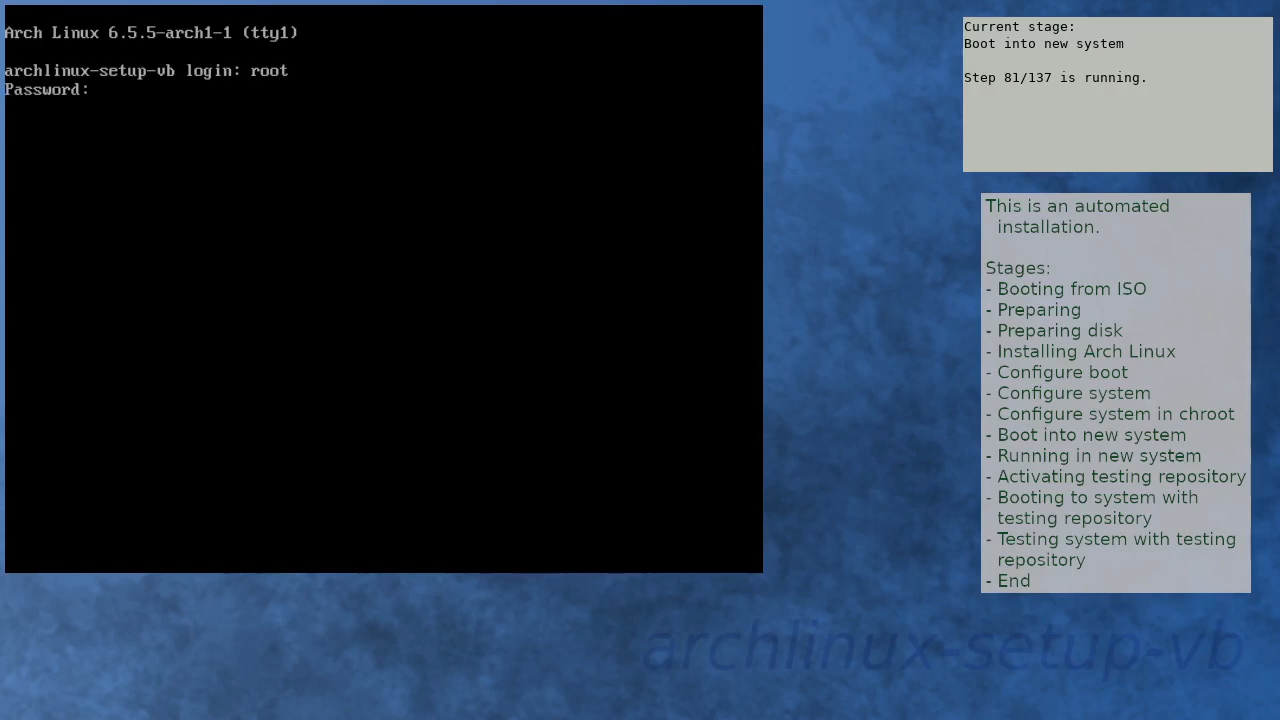 Arch Linux 6.5.5-arch1-1 (tty1)
archlinux-setup-vb login: root
Password:
Current stage:
Boot into new system
Step 81/137 is running.
This is an automated
installation.
Stages:
- Booting from ISO
- Preparing
- Preparing disk
- Installing Arch Linux
- Configure boot
- Configure system
- Configure system in chroot
- Boot into new system
- Running in new system
- Activating testing repository
- Booting to system with
testing repository
- Testing system with testing
repository
- End
archlinux-setup-vb